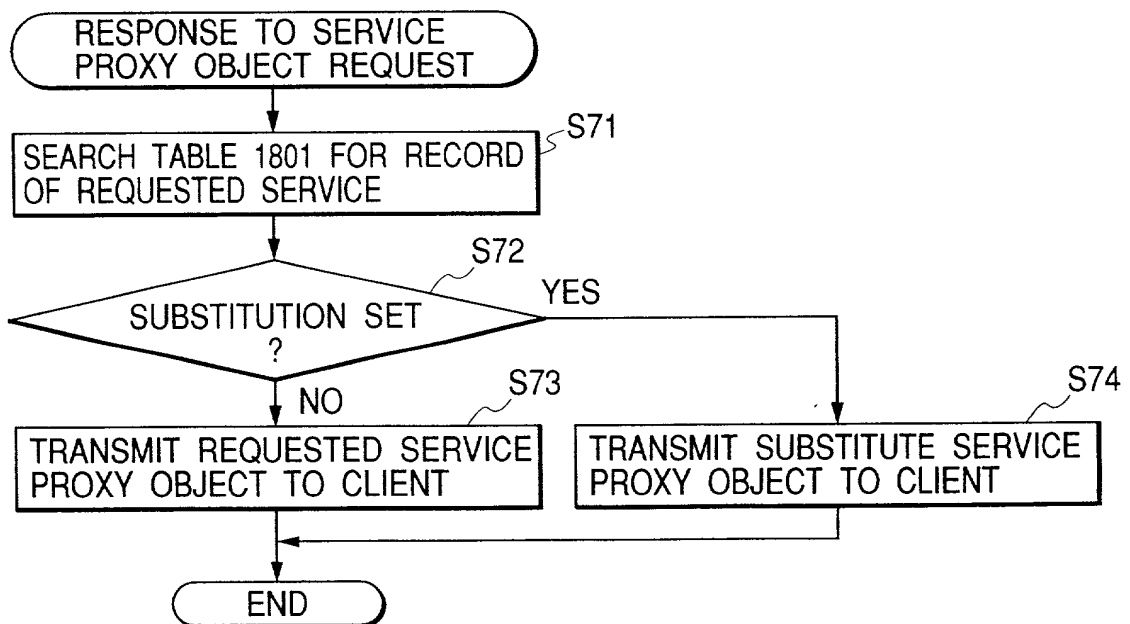 RESPONSE TO SERVICE
PROXY OBJECT REQUEST
S71
SEARCH TABLE 1801 FOR RECORD
OF REQUESTED SERVICE
S72
SUBSTITUTION SET
?
YES
NO
S73
TRANSMIT REQUESTED SERVICE
PROXY OBJECT TO CLIENT
S74
TRANSMIT SUBSTITUTE SERVICE
PROXY OBJECT TO CLIENT
END